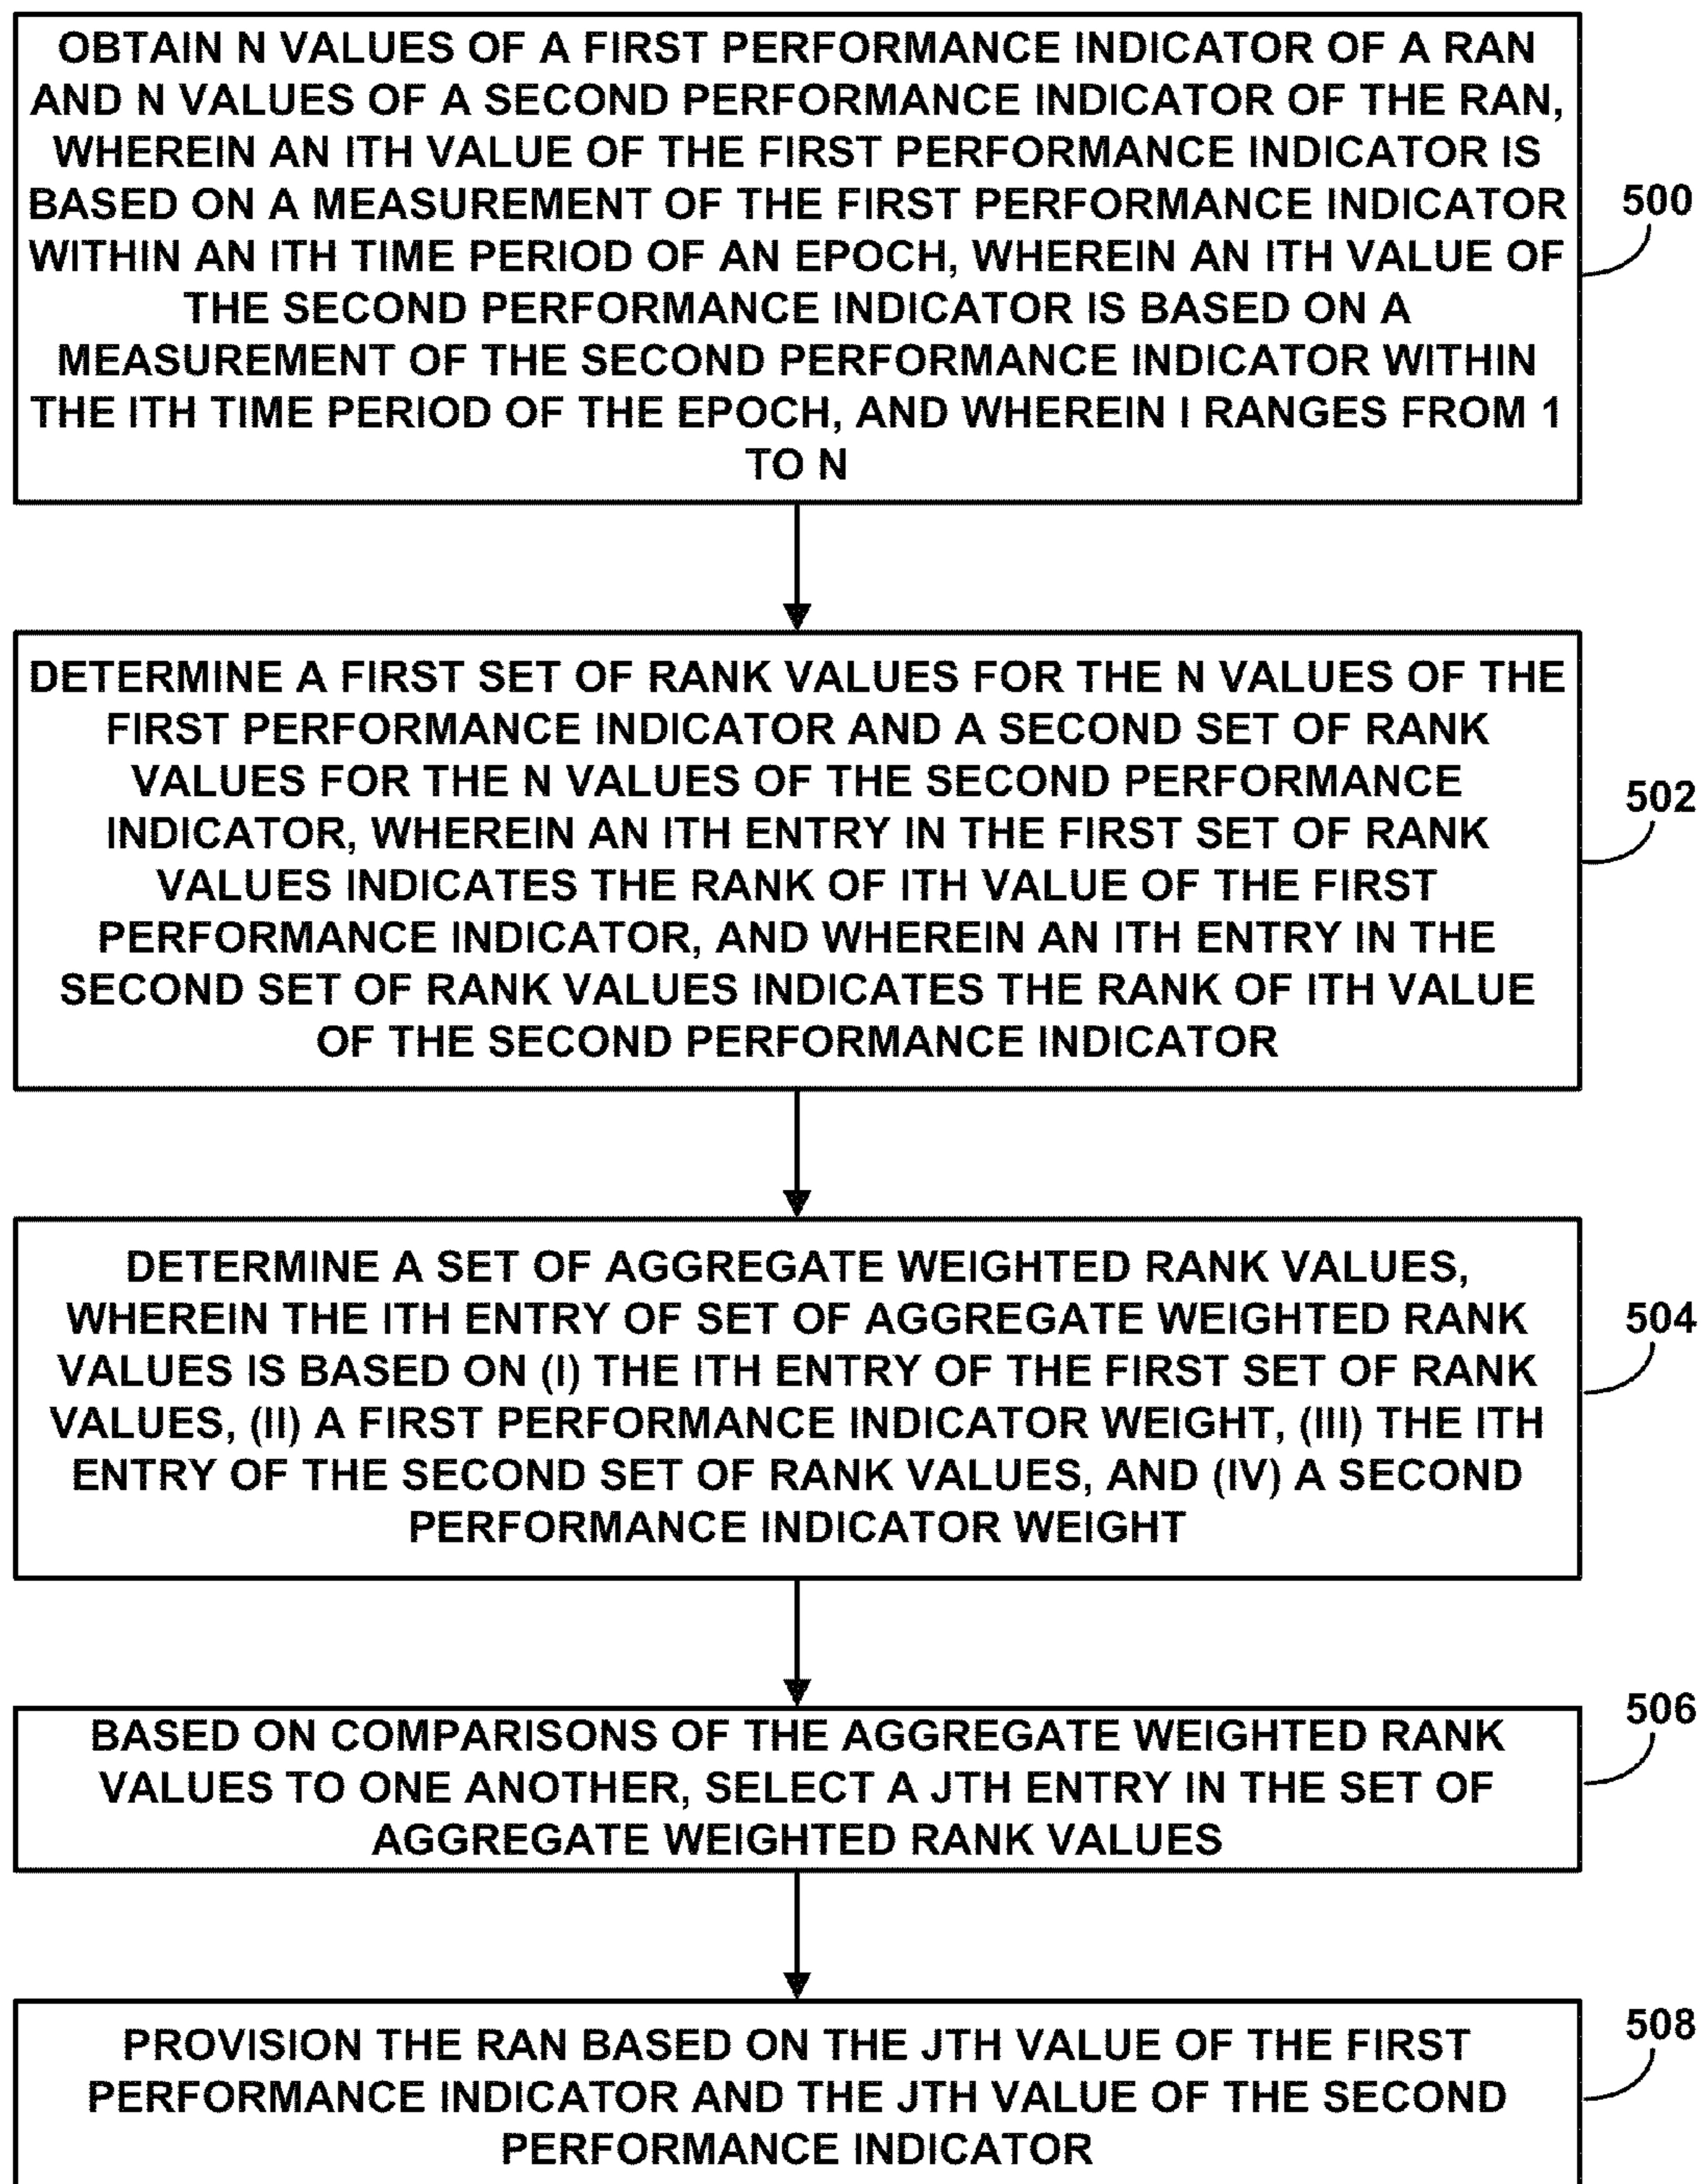 OBTAIN N VALUES OF A FIRST PERFORMANCE INDICATOR OF A RAN
AND N VALUES OF A SECOND PERFORMANCE INDICATOR OF THE RAN,
WHEREIN AN ITH VALUE OF THE FIRST PERFORMANCE INDICATOR IS
BASED ON A MEASUREMENT OF THE FIRST PERFORMANCE INDICATOR
WITHIN AN ITH TIME PERIOD OF AN EPOCH, WHEREIN AN ITH VALUE OF
THE SECOND PERFORMANCE INDICATOR IS BASED ON A
MEASUREMENT OF THE SECOND PERFORMANCE INDICATOR WITHIN
THE ITH TIME PERIOD OF THE EPOCH, AND WHEREIN I RANGES FROM 1
TO N
500
DETERMINE A FIRST SET OF RANK VALUES FOR THE N VALUES OF THE
FIRST PERFORMANCE INDICATOR AND A SECOND SET OF RANK
VALUES FOR THE N VALUES OF THE SECOND PERFORMANCE
INDICATOR, WHEREIN AN ITH ENTRY IN THE FIRST SET OF RANK
VALUES INDICATES THE RANK OF ITH VALUE OF THE FIRST
PERFORMANCE INDICATOR, AND WHEREIN AN ITH ENTRY IN THE
SECOND SET OF RANK VALUES INDICATES THE RANK OF ITH VALUE
OF THE SECOND PERFORMANCE INDICATOR
502
DETERMINE A SET OF AGGREGATE WEIGHTED RANK VALUES,
WHEREIN THE ITH ENTRY OF SET OF AGGREGATE WEIGHTED RANK
VALUES IS BASED ON (I) THE ITH ENTRY OF THE FIRST SET OF RANK
VALUES, (II) A FIRST PERFORMANCE INDICATOR WEIGHT, (III) THE ITH
ENTRY OF THE SECOND SET OF RANK VALUES, AND (IV) A SECOND
PERFORMANCE INDICATOR WEIGHT
504
BASED ON COMPARISONS OF THE AGGREGATE WEIGHTED RANK
VALUES TO ONE ANOTHER, SELECT A JTH ENTRY IN THE SET OF
AGGREGATE WEIGHTED RANK VALUES
506
PROVISION THE RAN BASED ON THE JTH VALUE OF THE FIRST
PERFORMANCE INDICATOR AND THE JTH VALUE OF THE SECOND
PERFORMANCE INDICATOR
508